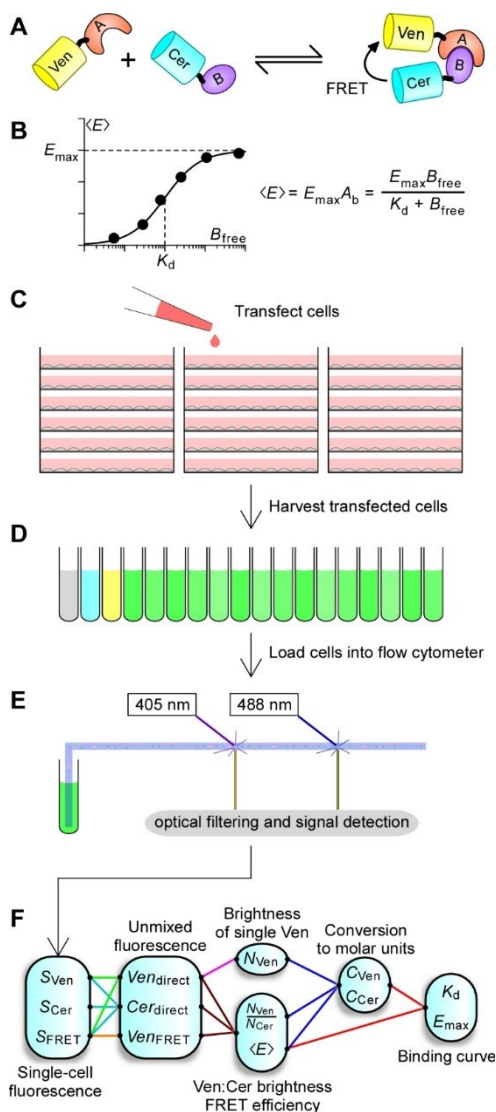 A
Ven
A
+
Cer
B
Ven
A
B
Cer
FRET
B
⟨E⟩
Emax
Bfree
Kd
⟨E⟩ = EmaxAb = EmaxBfree / Kd + Bfree
C
Transfect cells
Harvest transfected cells
D
Load cells into flow cytometer
E
405 nm
488 nm
optical filtering and signal detection
F
Unmixed
fluorescence
Brightness
of single Ven
Conversion
to molar units
SVen
SCer
SFRET
Vendirect
Cerdirect
VenFRET
NVen
NVen
NCer
⟨E⟩
CVen
CCer
Kd
Emax
Single-cell
fluorescence
Ven:Cer brightness
FRET efficiency
Binding curve